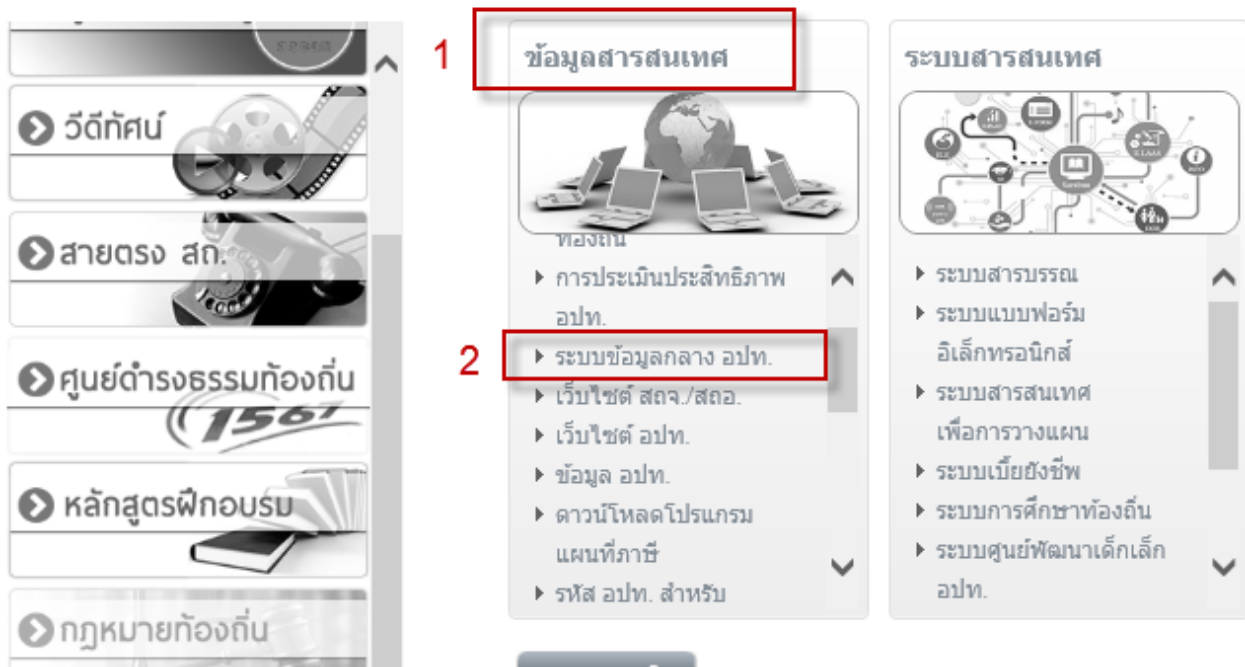 วีดีทัศน์
สายตรง สถ.
ศูนย์ดำรงธรรมท้องถิ่น
1567
หลักสูตรฝึกอบรม
กฎหมายท้องถิ่น
1
ข้อมูลสารสนเทศ
ท้องถิ่น
การประเมินประสิทธิภาพ
อปท.
2
ระบบข้อมูลกลาง อปท.
เว็บไซต์ สถจ./สถอ.
เว็บไซต์ อปท.
ข้อมูล อปท.
ดาวน์โหลดโปรแกรม
แผนที่ภาษี
รหัส อปท. สำหรับ
ระบบสารสนเทศ
ระบบสารบรรณ
ระบบแบบฟอร์ม
อิเล็กทรอนิกส์
ระบบสารสนเทศ
เพื่อการวางแผน
ระบบเบี้ยยังชีพ
ระบบการศึกษาท้องถิ่น
ระบบศูนย์พัฒนาเด็กเล็ก
อปท.